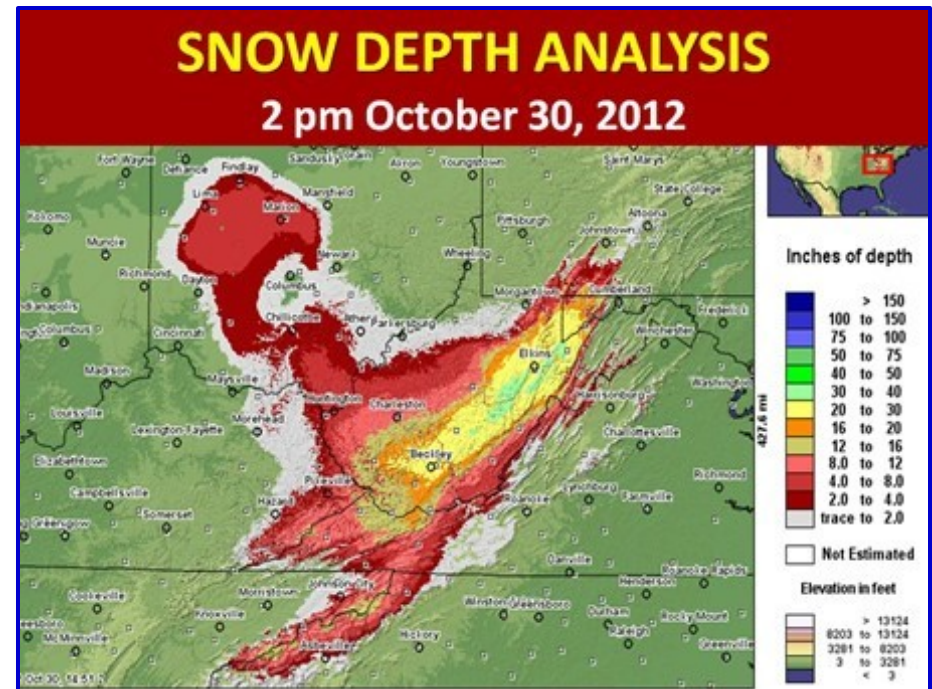 SNOW DEPTH ANALYSIS
2 pm October 30, 2012
Fort Wayne
Defiance
Findlay
Sandusky
Lorain
Akron
Youngstown
Saint Marys
State College
Lima
Marion
Mansfield
Altoona
Kokomo
Pittsburgh
Johnstown
Muncie
Newark
Wheeling
Richmond
Dayton
Columbus
Morgantown
Cumberland
Chillicothe
Parkersburg
Frederick
Columbus
Cincinnati
Winchester
Elkins
Madison
Maysville
Washington
Huntington
Charleston
Harrisonburg
Louisville
Morehead
Lexington-Fayette
Charlottesville
Beckley
Elizabethtown
Richmond
Pikeville
Campbellsville
Hazard
Roanoke
Lynchburg
Farmville
Somerset
Danville
Roanoke Rapids
Johnson City
Henderson
Cookeville
Morristown
Knoxville
Winston
Greensboro
Durham
Rocky Mount
McMinnville
Hickory
Raleigh
Asheville
Greenville
427.6 mi
Inches of depth
> 150
100 to 150
75 to 100
50 to 75
40 to 50
30 to 40
20 to 30
16 to 20
12 to 16
8.0 to 12
4.0 to 8.0
2.0 to 4.0
trace to 2.0
Not Estimated
Elevation in feet
> 13124
8203 to 13124
3281 to 8203
3 to 3281
< 3